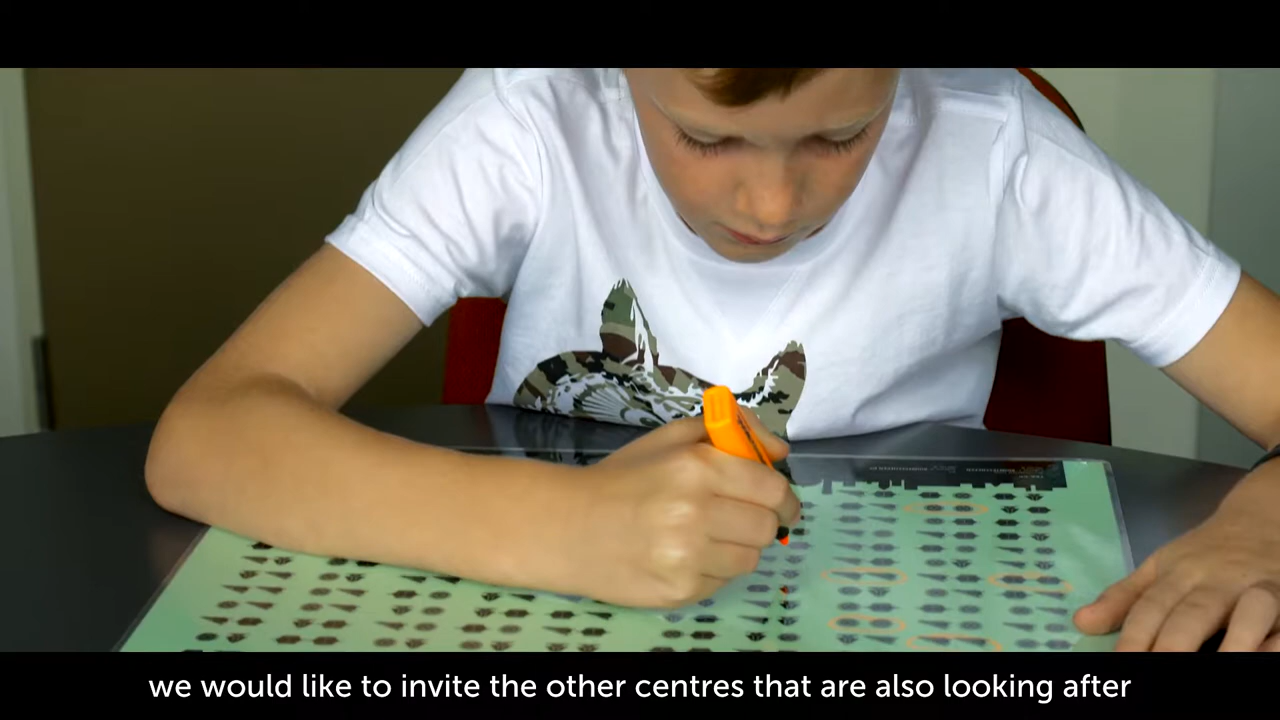 we would like to invite the other centres that are also looking after